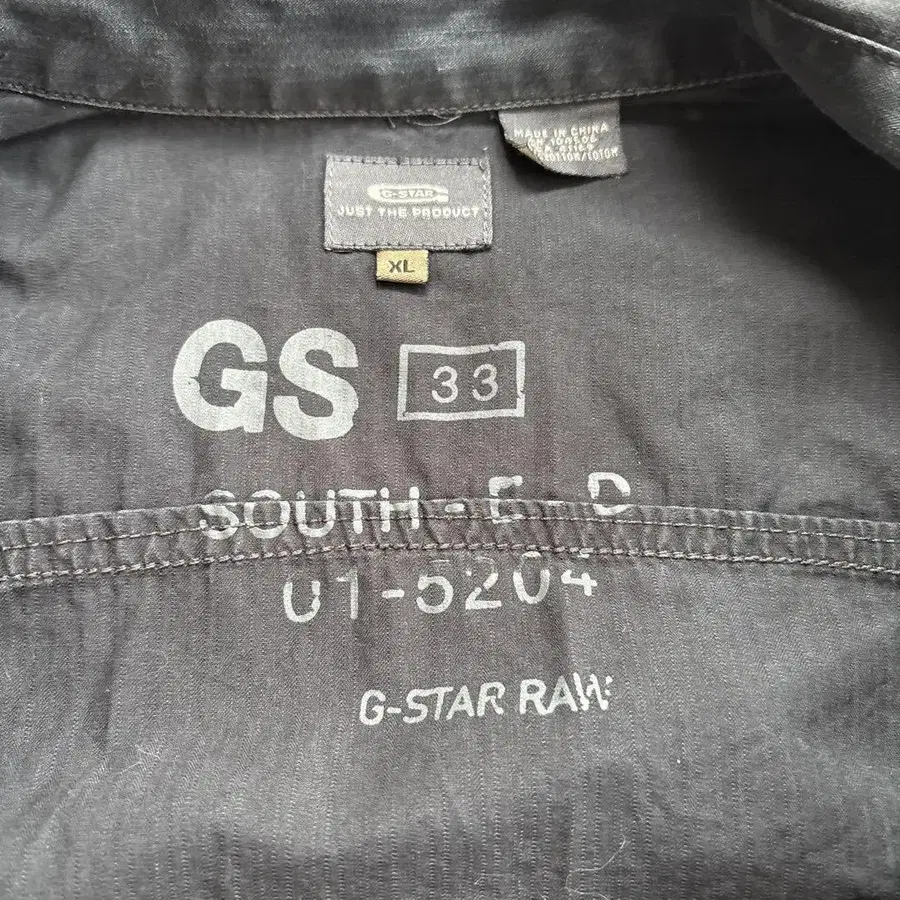 MADE IN CHINA
G-STAR
JUST THE PRODUCT
XL
GS 33
SOUTH-E-D
01-5204
G-STAR RAW